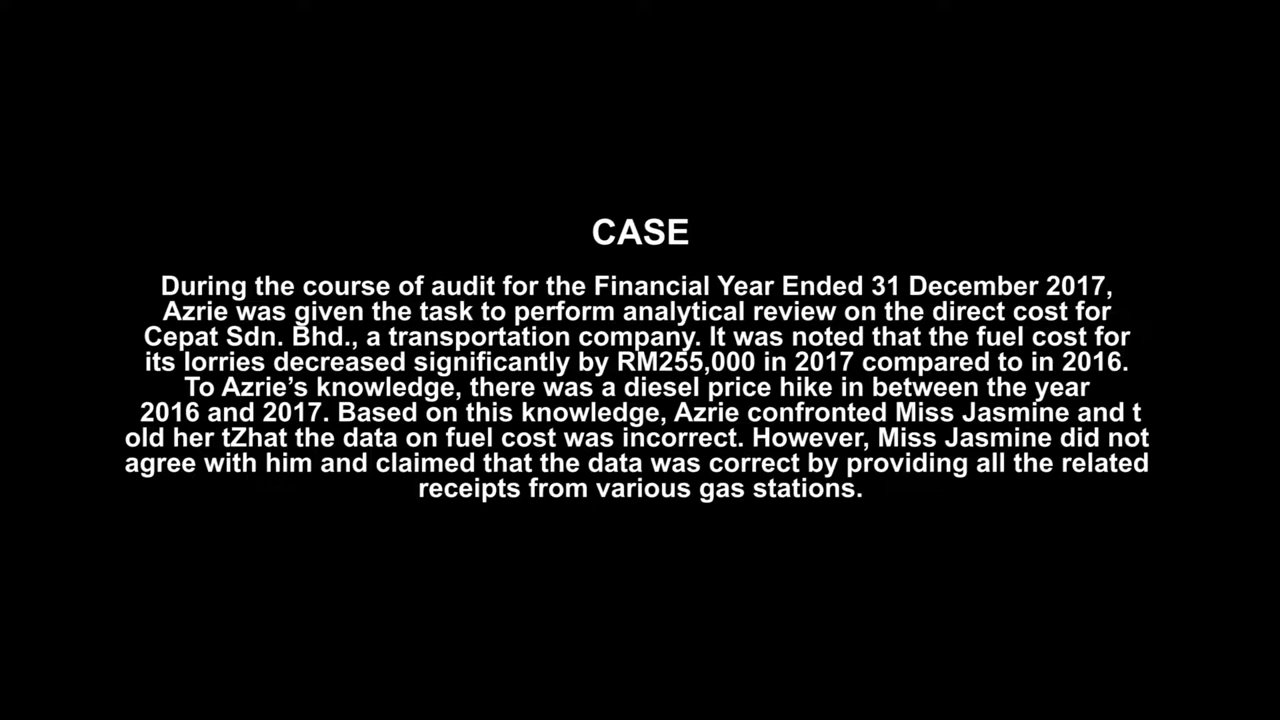 CASE
During the course of audit for the Financial Year Ended 31 December 2017,
Azrie was given the task to perform analytical review on the direct cost for
Cepat Sdn. Bhd., a transportation company. It was noted that the fuel cost for
its lorries decreased significantly by RM255,000 in 2017 compared to in 2016.
To Azrie's knowledge, there was a diesel price hike in between the year
2016 and 2017. Based on this knowledge, Azrie confronted Miss Jasmine and t
old her tZhat the data on fuel cost was incorrect. However, Miss Jasmine did not
agree with him and claimed that the data was correct by providing all the related
receipts from various gas stations.